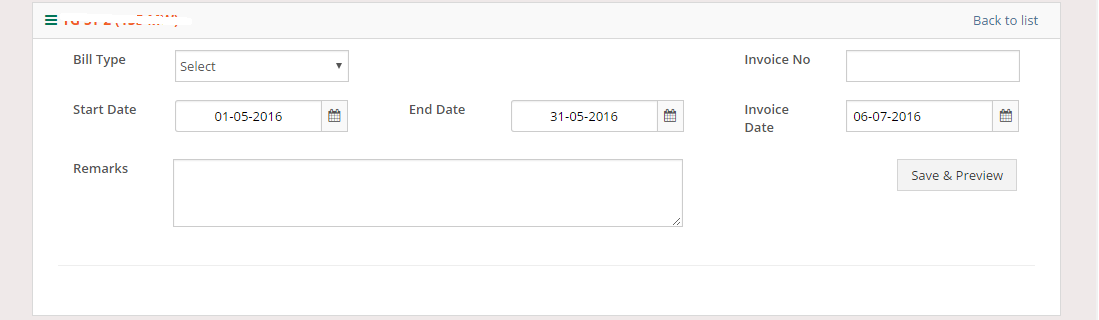 Back to list
Bill Type
Select
Invoice No
Start Date
01-05-2016
End Date
31-05-2016
Invoice
Date
06-07-2016
Remarks
Save & Preview